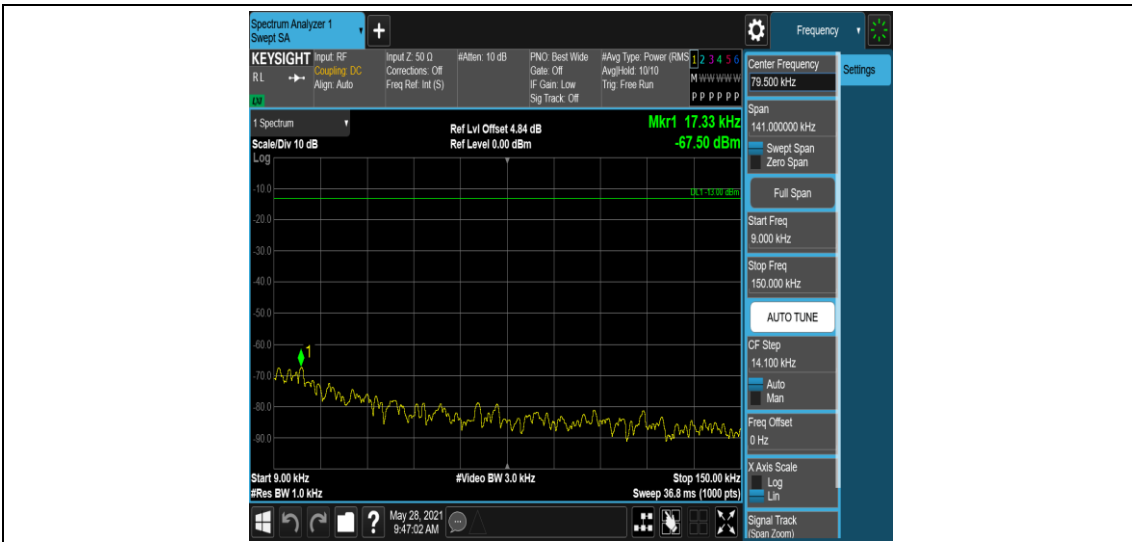 Spectrum Analyzer 1
Swept SA
+
Frequency
KEYSIGHT
RL
LXI
Input: RF
Coupling: DC
Align: Auto
Input Z: 50 Ω
Corrections: Off
Freq Ref: Int (S)
#Atten: 10 dB
PNO: Best Wide
Gate: Off
IF Gain: Low
Sig Track: Off
#Avg Type: Power (RMS
Avg|Hold: 10/10
Trig: Free Run
1 2 3 4 5 6
M W W W W W
P P P P P P
1 Spectrum
Scale/Div 10 dB
Log
Ref Lvl Offset 4.84 dB
Ref Level 0.00 dBm
Mkr1 17.33 kHz
-67.50 dBm
DL1 -13.00 dBm
-10.0
-20.0
-30.0
-40.0
-50.0
-60.0
-70.0
-80.0
-90.0
1
Start 9.00 kHz
#Res BW 1.0 kHz
#Video BW 3.0 kHz
Stop 150.00 kHz
Sweep 36.8 ms (1000 pts)
?
May 28, 2021
9:47:02 AM
Center Frequency
79.500 kHz
Span
141.000000 kHz
Swept Span
Zero Span
Full Span
Start Freq
9.000 kHz
Stop Freq
150.000 kHz
AUTO TUNE
CF Step
14.100 kHz
Auto
Man
Freq Offset
0 Hz
X Axis Scale
Log
Lin
Signal Track
(Span Zoom)
Settings